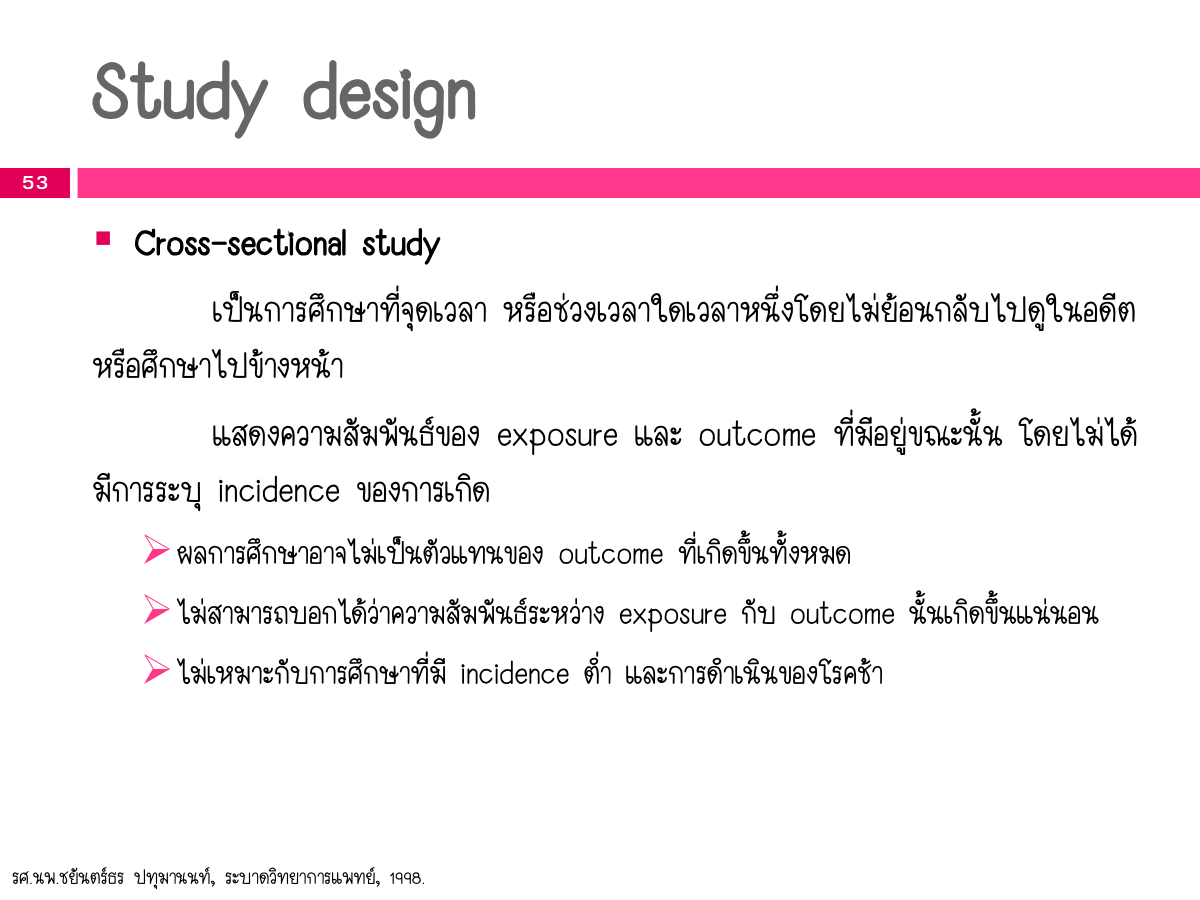 Study design
53
Cross-sectional study
เป็นการศึกษาที่จุดเวลา หรือช่วงเวลาใดเวลาหนึ่งโดยไม่ย้อนกลับไปดูในอดีต
หรือศึกษาไปข้างหน้า
แสดงความสัมพันธ์ของ exposure และ outcome ที่มีอยู่ขณะนั้น โดยไม่ได้
มีการระบุ incidence ของการเกิด
ผลการศึกษาอาจไม่เป็นตัวแทนของ outcome ที่เกิดขึ้นทั้งหมด
ไม่สามารถบอกได้ว่าความสัมพันธ์ระหว่าง exposure กับ outcome นั้นเกิดขึ้นแน่นอน
ไม่เหมาะกับการศึกษาที่มี incidence ต่ำ และการดำเนินของโรคช้า
รศ.นพ.ชยันตร์ธร ปทุมานนท์, ระบาดวิทยาการแพทย์, 1998.